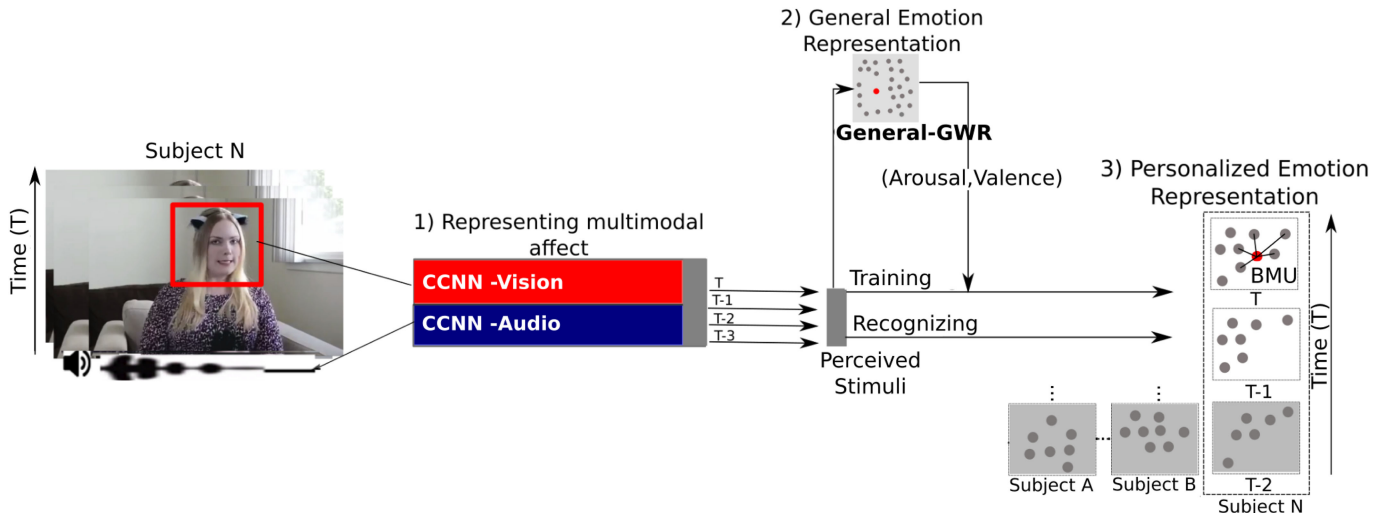 2) General Emotion
Representation
General-GWR
(Arousal,Valence)
Subject N
Time (T)
1) Representing multimodal
affect
CCNN -Vision
CCNN -Audio
T
T-1
T-2
T-3
Training
Recognizing
Perceived
Stimuli
3) Personalized Emotion
Representation
BMU
T
T-1
T-2
Time (T)
Subject A
Subject B
Subject N